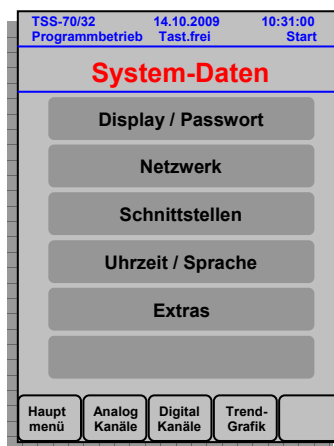 TSS-70/32 14.10.2009 10:31:00
Programmbetrieb Tast.frei Start
System-Daten
Display / Passwort
Netzwerk
Schnittstellen
Uhrzeit / Sprache
Extras
Haupt Analog Digital Trend-
menü Kanäle Kanäle Grafik